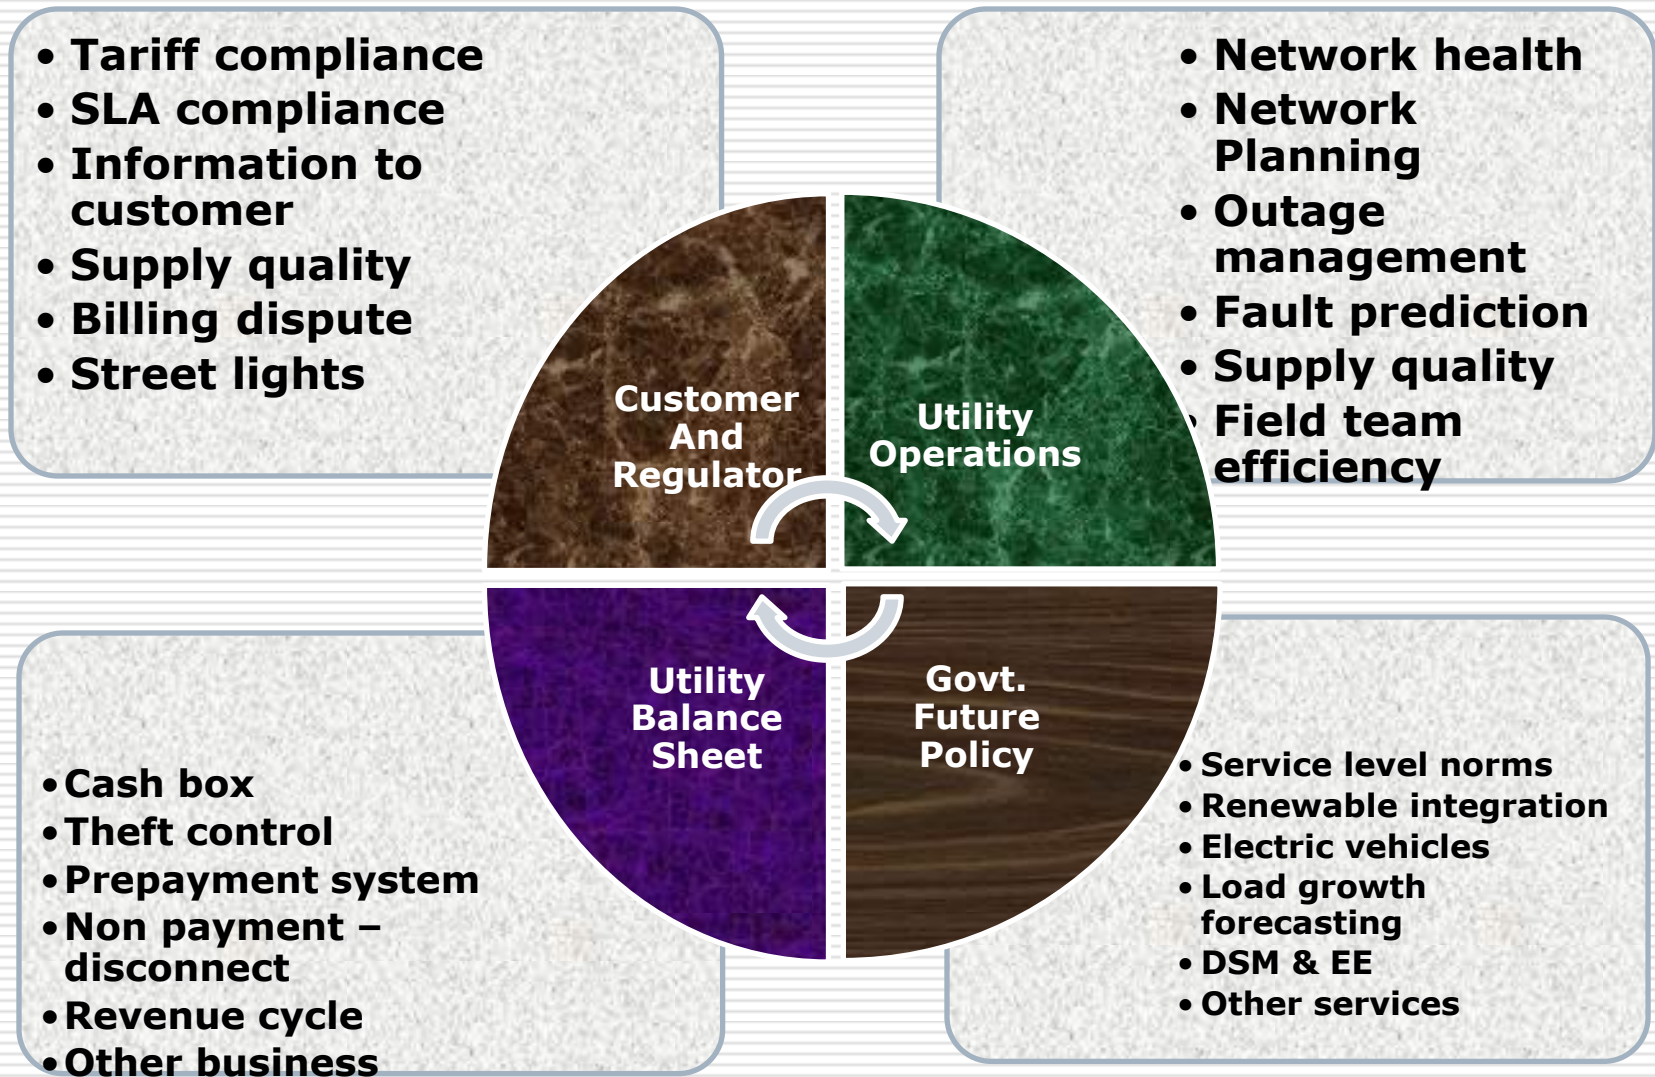 • Tariff compliance
• SLA compliance
• Information to
customer
• Supply quality
• Billing dispute
• Street lights
• Network health
• Network
Planning
• Outage
management
• Fault prediction
• Supply quality
• Field team
efficiency
Customer
And
Regulator
Utility
Operations
Utility
Balance
Sheet
Govt.
Future
Policy
•Cash box
•Theft control
•Prepayment system
•Non payment –
disconnect
•Revenue cycle
•Other business
• Service level norms
• Renewable integration
• Electric vehicles
• Load growth
forecasting
• DSM & EE
• Other services